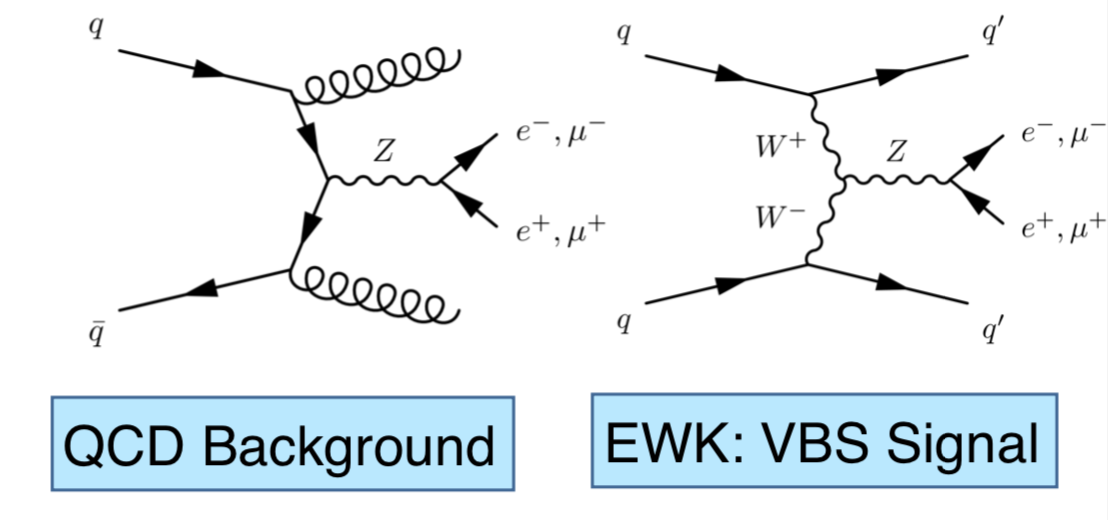 q
q̄
Z
e⁻, μ⁻
e⁺, μ⁺
QCD Background
q
q′
W⁺
W⁻
Z
e⁻, μ⁻
e⁺, μ⁺
q
q′
EWK: VBS Signal